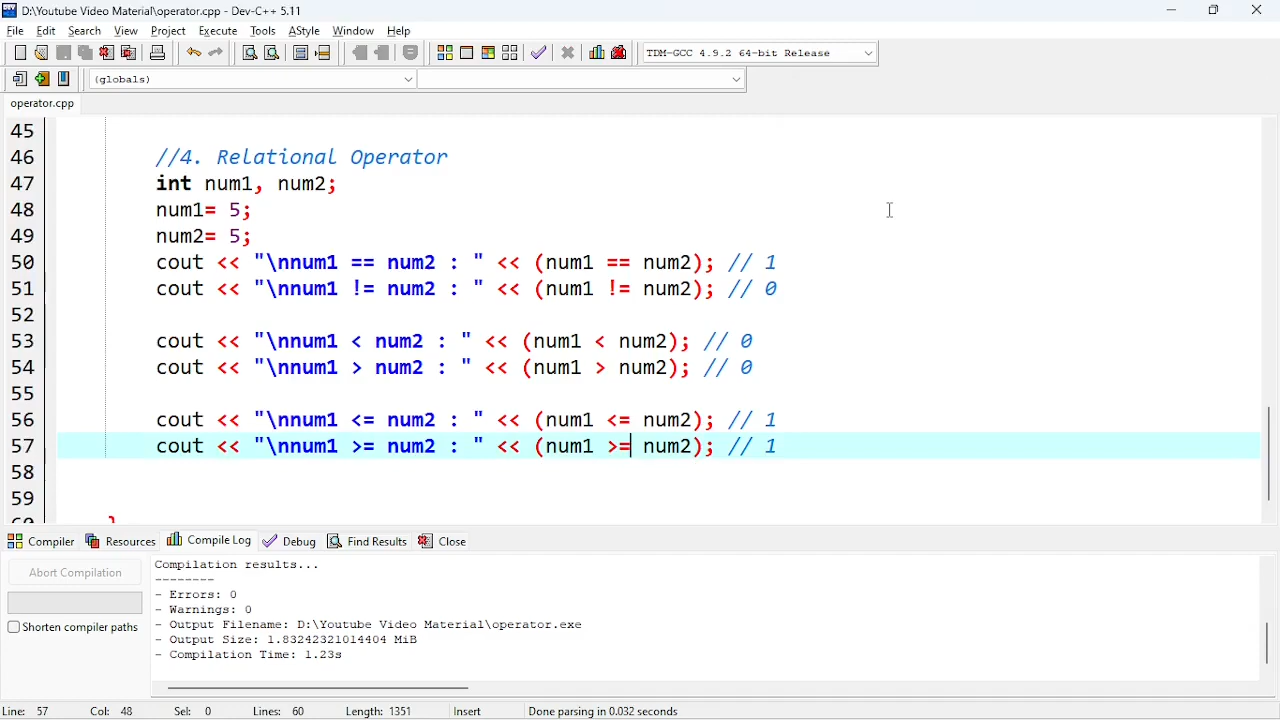 D:\Youtube Video Material\operator.cpp - Dev-C++ 5.11
File Edit Search View Project Execute Tools AStyle Window Help
TDM-GCC 4.9.2 64-bit Release
(globals)
operator.cpp
45
46 //4. Relational Operator
47 int num1, num2;
48 num1= 5;
49 num2= 5;
50 cout << "\nnum1 == num2 : " << (num1 == num2); // 1
51 cout << "\nnum1 != num2 : " << (num1 != num2); // 0
52
53 cout << "\nnum1 < num2 : " << (num1 < num2); // 0
54 cout << "\nnum1 > num2 : " << (num1 > num2); // 0
55
56 cout << "\nnum1 <= num2 : " << (num1 <= num2); // 1
57 cout << "\nnum1 >= num2 : " << (num1 >= num2); // 1
58
59
60 }
Compiler Resources Compile Log Debug Find Results Close
Abort Compilation
Shorten compiler paths
Compilation results...
--------
- Errors: 0
- Warnings: 0
- Output Filename: D:\Youtube Video Material\operator.exe
- Output Size: 1.83242321014404 MiB
- Compilation Time: 1.23s
Line: 57 Col: 48 Sel: 0 Lines: 60 Length: 1351 Insert Done parsing in 0.032 seconds